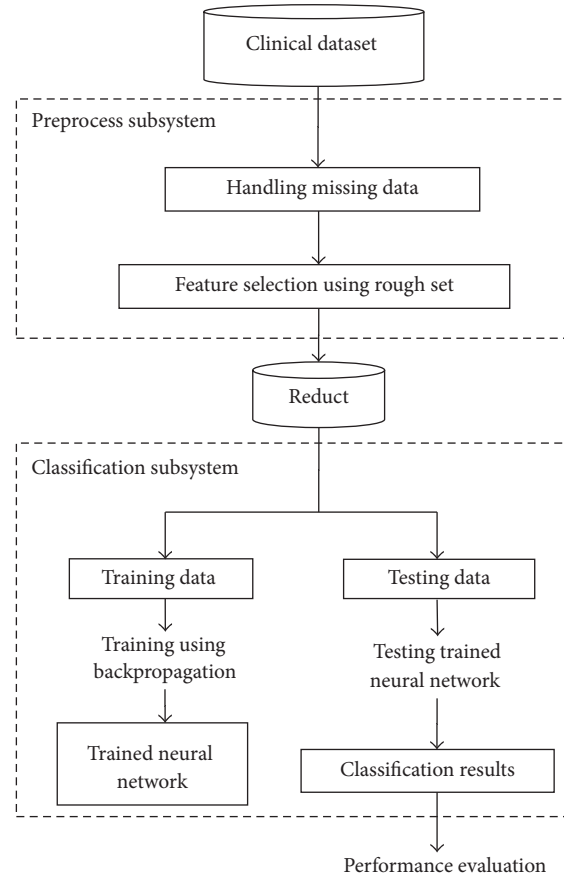 Clinical dataset
Preprocess subsystem
Handling missing data
Feature selection using rough set
Reduct
Classification subsystem
Training data
Testing data
Training using
backpropagation
Testing trained
neural network
Trained neural
network
Classification results
Performance evaluation